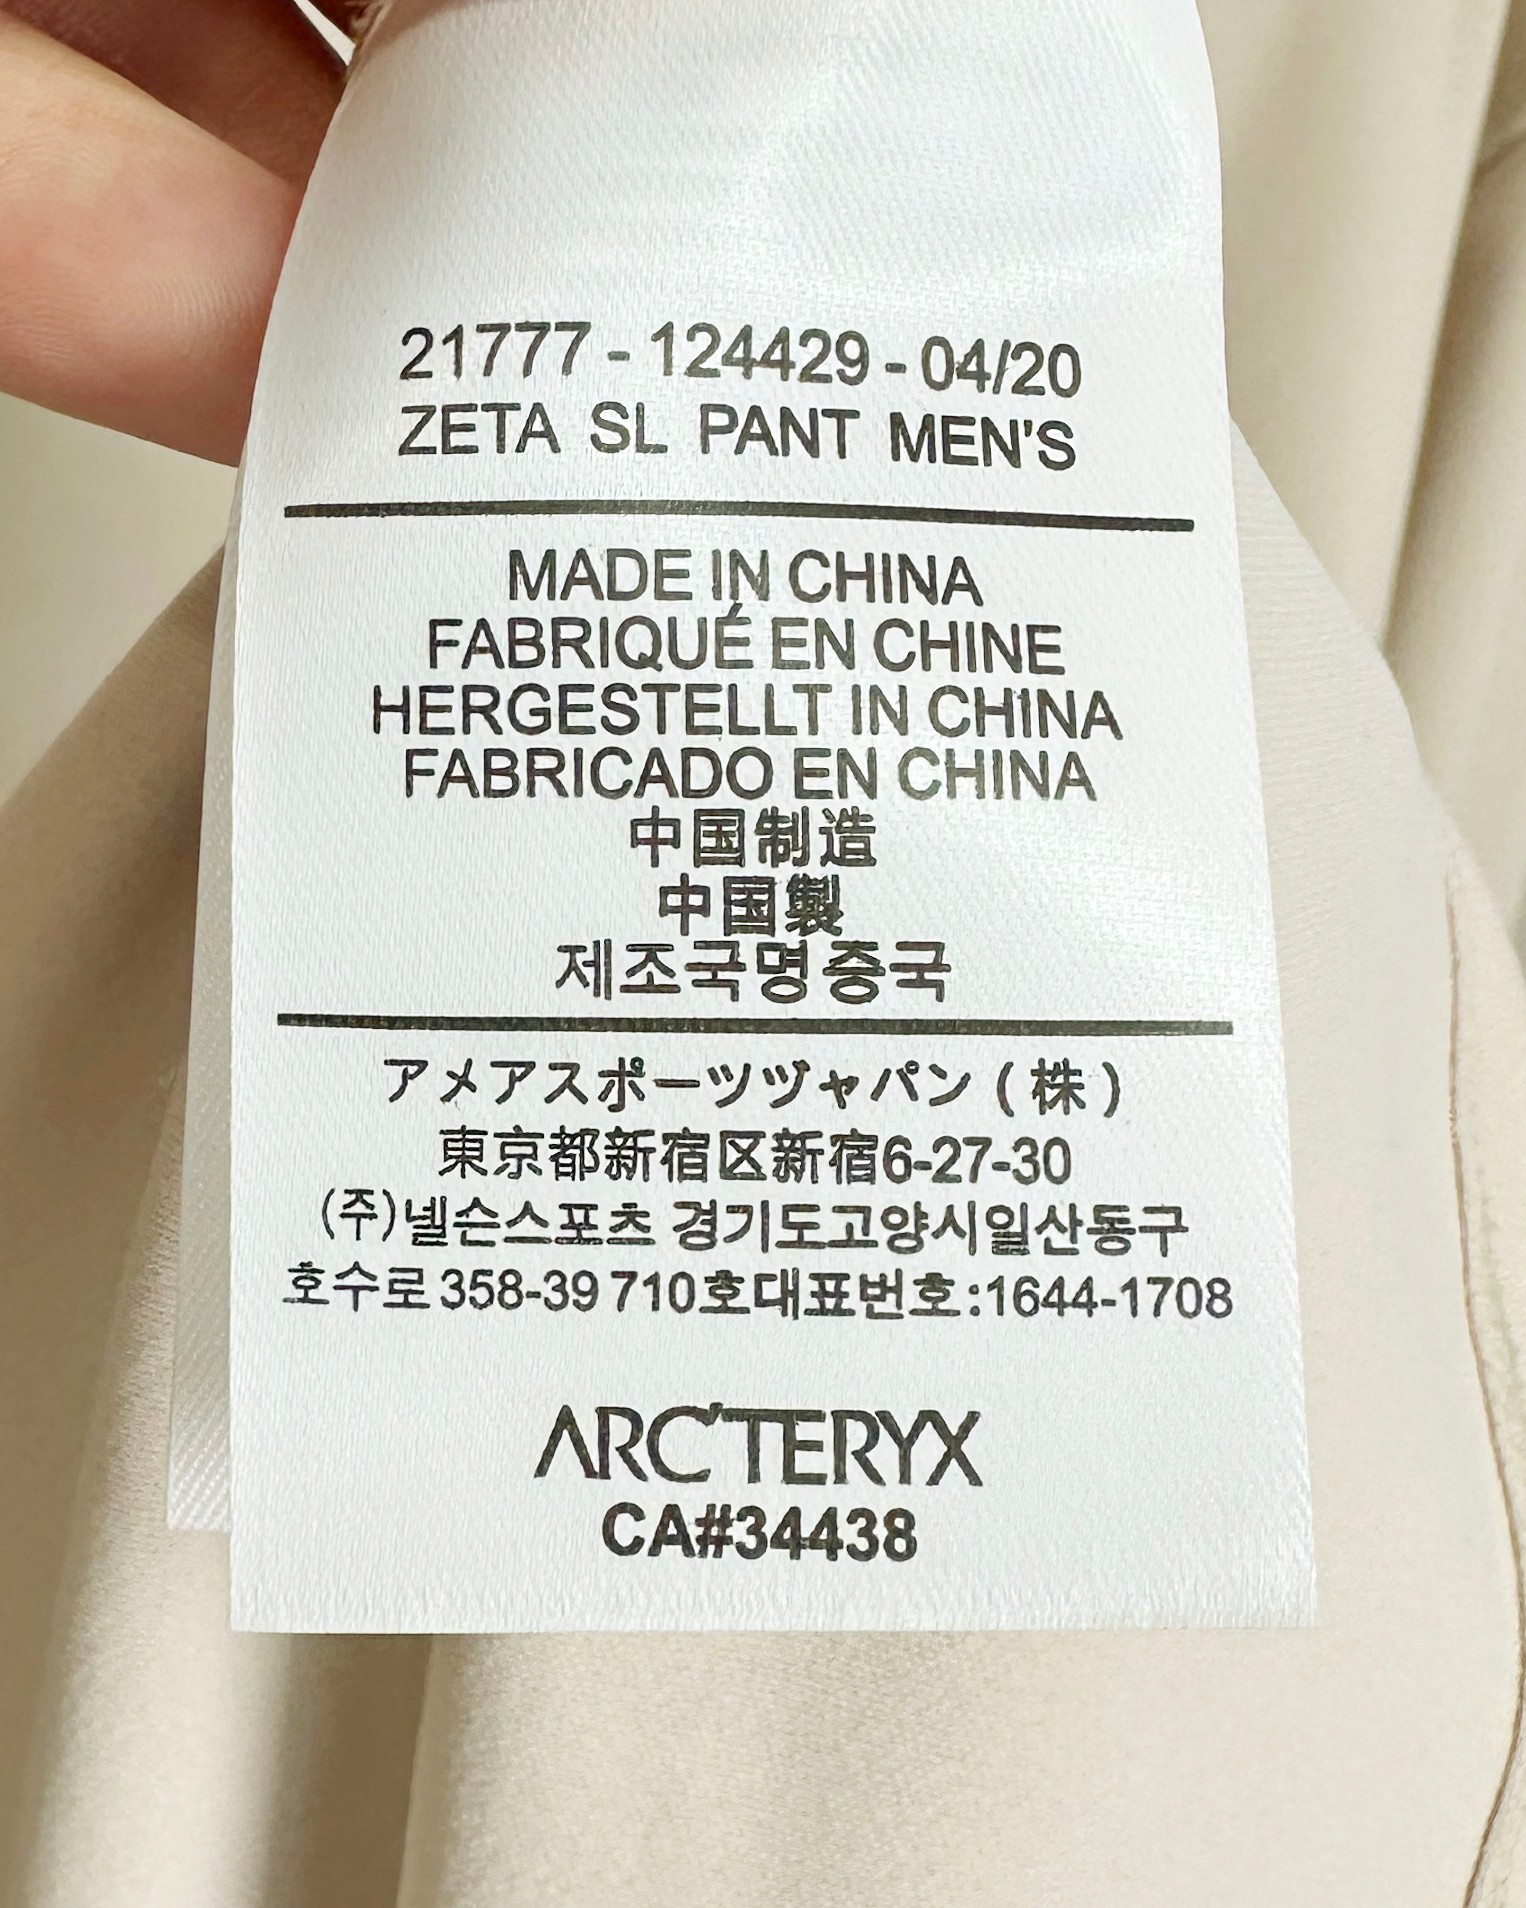 21777 - 124429 - 04/20
ZETA SL PANT MEN'S
MADE IN CHINA
FABRIQUÉ EN CHINE
HERGESTELLT IN CHINA
FABRICADO EN CHINA
中国制造
中国製
제조국명증국
アメアスポーツヅャパン ( 株 )
東京都新宿区新宿6-27-30
(주)넬슨스포츠 경기도고양시일산동구
호수로 358-39 710호대표번호:1644-1708
ARC'TERYX
CA#34438